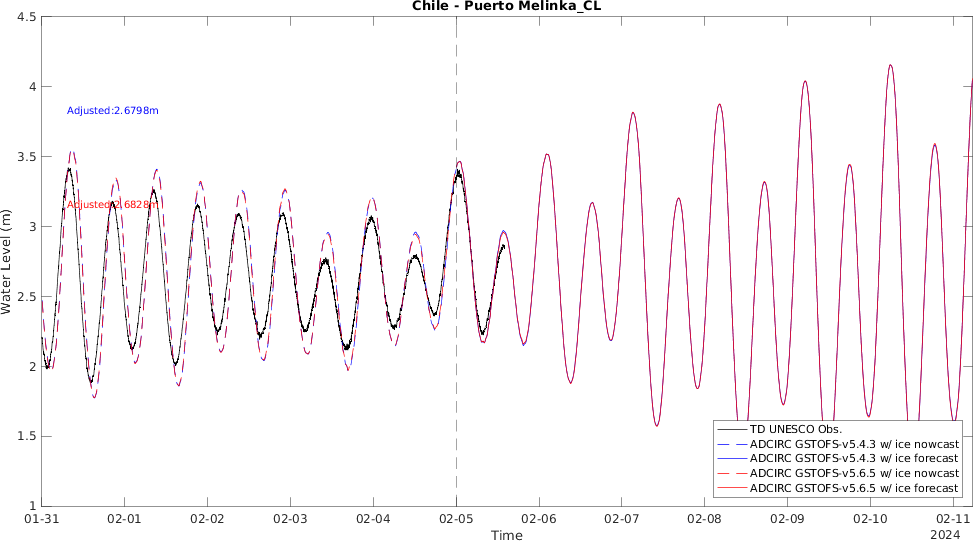 Chile - Puerto Melinka_CL
4.5
4
3.5
3
2.5
2
1.5
1
Water Level (m)
Adjusted:2.6798m
Adjusted:2.6828m
TD UNESCO Obs.
ADCIRC GSTOFS-v5.4.3 w/ ice nowcast
ADCIRC GSTOFS-v5.4.3 w/ ice forecast
ADCIRC GSTOFS-v5.6.5 w/ ice nowcast
ADCIRC GSTOFS-v5.6.5 w/ ice forecast
01-31 02-01 02-02 02-03 02-04 02-05 02-06 02-07 02-08 02-09 02-10 02-11
2024
Time